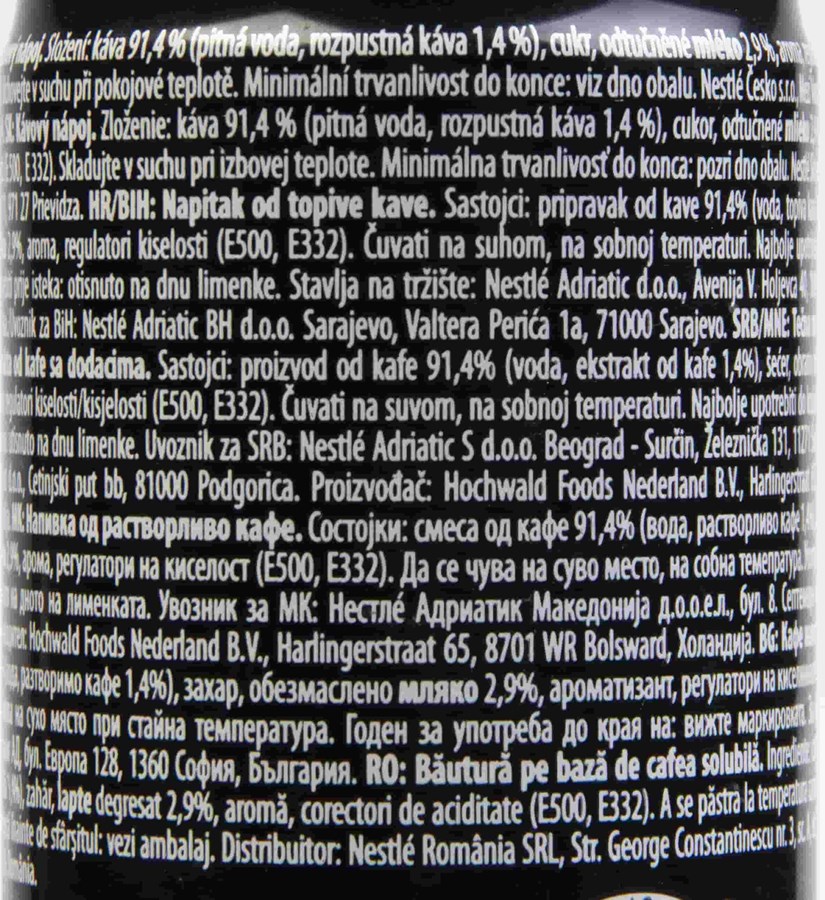 nápoj. Složení: káva 91,4 % (pitná voda, rozpustná káva 1,4 %), cukr, odtučněné mléko 2,9 %,
v suchu při pokojové teplotě. Minimální trvanlivost do konce: viz dno obalu. Nestlé Česko s.r.o.,
SK: Kávový nápoj. Zloženie: káva 91,4 % (pitná voda, rozpustná káva 1,4 %), cukor, odtučnené
E332). Skladujte v suchu pri izbovej teplote. Minimálna trvanlivosť do konca: pozri dno obalu.
971 27 Prievidza. HR/BIH: Napitak od topive kave. Sastojci: pripravak od kave 91,4% (voda,
aroma, regulatori kiselosti (E500, E332). Čuvati na suhom, na sobnoj temperaturi. Najbolje
prije isteka: otisnuto na dnu limenke. Stavlja na tržište: Nestlé Adriatic d.o.o., Avenija V. Holjevca
Uvoznik za BiH: Nestlé Adriatic BH d.o.o. Sarajevo, Valtera Perića 1a, 71000 Sarajevo. SRB/MNE:
od kafe sa dodacima. Sastojci: proizvod od kafe 91,4% (voda, ekstrakt od kafe 1,4%), šećer,
kiselosti/kisjelosti (E500, E332). Čuvati na suvom, na sobnoj temperaturi. Najbolje upotrebiti
na dnu limenke. Uvoznik za SRB: Nestlé Adriatic S d.o.o. Beograd - Surčin, Železnička 131,
Cetinjski put bb, 81000 Podgorica. Proizvođač: Hochwald Foods Nederland B.V., Harlingerstraat
MK: Напивка од растворливо кафе. Состојки: смеса од кафе 91,4% (вода, растворливо кафе
арома, регулатори на киселост (E500, E332). Да се чува на суво место, на собна температура.
на дното на лименката. Увозник за МК: Нестлé Адриатик Македонија д.о.о.е.л., бул. 8.
Hochwald Foods Nederland B.V., Harlingerstraat 65, 8701 WR Bolsward, Холандија. BG:
разтворимо кафе 1,4%), захар, обезмаслено мляко 2,9%, ароматизант, регулатори на
на сухо място при стайна температура. Годен за употреба до края на: вижте маркировката.
АД, бул. Европа 128, 1360 София, България. RO: Băutură pe bază de cafea solubilă.
zahăr, lapte degresat 2,9%, aromă, corectori de aciditate (E500, E332). A se păstra la
înainte de sfârșitul: vezi ambalaj. Distribuitor: Nestlé România SRL, Str. George Constantinescu nr. 3,
România.